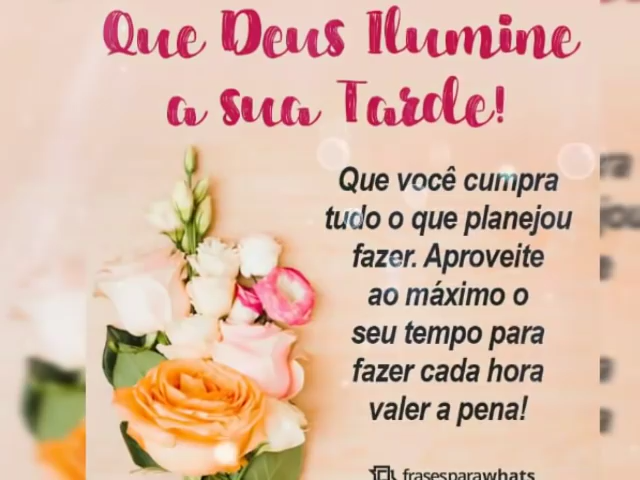 Que Deus Ilumine
a sua Tarde!
Que você cumpra
tudo o que planejou
fazer. Aproveite
ao máximo o
seu tempo para
fazer cada hora
valer a pena!
frasesparawhats